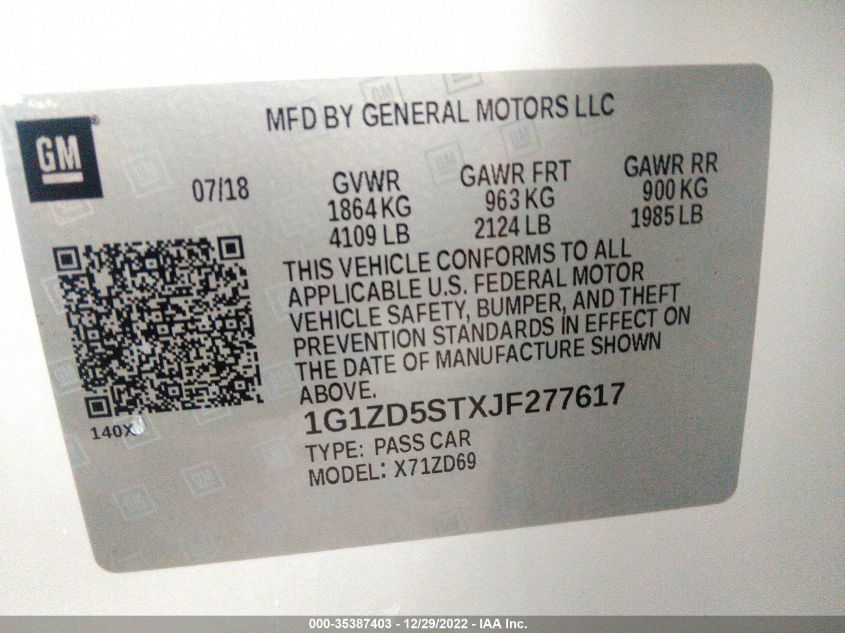 MFD BY GENERAL MOTORS LLC
GM®
07/18
GVWR
1864 KG
4109 LB
GAWR FRT
963 KG
2124 LB
GAWR RR
900 KG
1985 LB
THIS VEHICLE CONFORMS TO ALL
APPLICABLE U.S. FEDERAL MOTOR
VEHICLE SAFETY, BUMPER, AND THEFT
PREVENTION STANDARDS IN EFFECT ON
THE DATE OF MANUFACTURE SHOWN
ABOVE.
140X
1G1ZD5STXJF277617
TYPE: PASS CAR
MODEL: X71ZD69
000-35387403 - 12/29/2022 - IAA Inc.